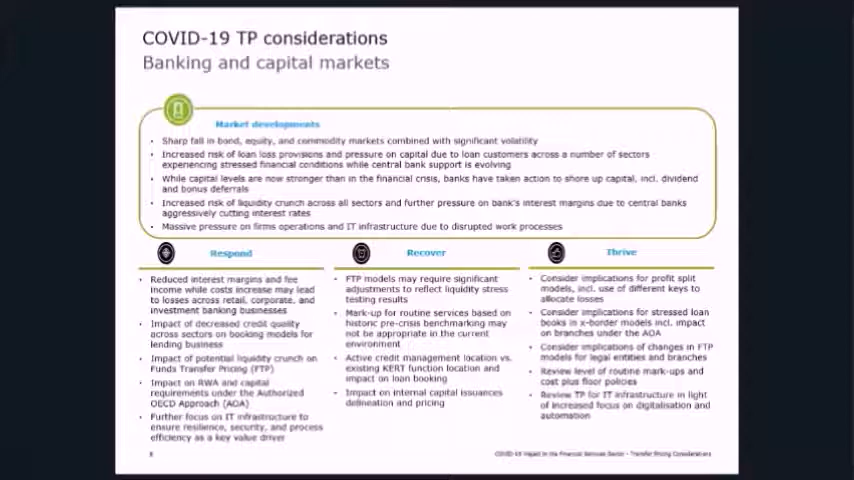 COVID-19 TP considerations
Banking and capital markets
Market developments
• Sharp fall in bond, equity, and commodity markets combined with significant volatility
• Increased risk of loan loss provisions and pressure on capital due to loan customers across a number of sectors
experiencing stressed financial conditions while central bank support is evolving
• While capital levels are now stronger than in the financial crisis, banks have taken action to shore up capital, incl. dividend
and bonus deferrals
• Increased risk of liquidity crunch across all sectors and further pressure on bank's interest margins due to central banks
aggressively cutting interest rates
• Massive pressure on firms operations and IT infrastructure due to disrupted work processes
Respond
• Reduced interest margins and fee
income while costs increase may lead
to losses across retail, corporate, and
investment banking businesses
• Impact of decreased credit quality
across sectors on booking models for
lending business
• Impact of potential liquidity crunch on
Funds Transfer Pricing (FTP)
• Impact on RWA and capital
requirements under the Authorized
OECD Approach (AOA)
• Further focus on IT infrastructure to
ensure resilience, security, and process
efficiency as a key value driver
Recover
• FTP models may require significant
adjustments to reflect liquidity stress
testing results
• Mark-up for routine services based on
historic pre-crisis benchmarking may
not be appropriate in the current
environment
• Active credit management location vs.
existing KERT function location and
impact on loan booking
• Impact on internal capital issuances
delineation and pricing
Thrive
• Consider implications for profit split
models, incl. use of different keys to
allocate losses
• Consider implications for stressed loan
books in x-border models incl. impact
on branches under the AOA
• Consider implications of changes in FTP
models for legal entities and branches
• Review level of routine mark-ups and
cost plus floor policies
• Review TP for IT infrastructure in light
of increased focus on digitalisation and
automation
COVID-19 Impact in the Financial Services Sector - Transfer Pricing Considerations